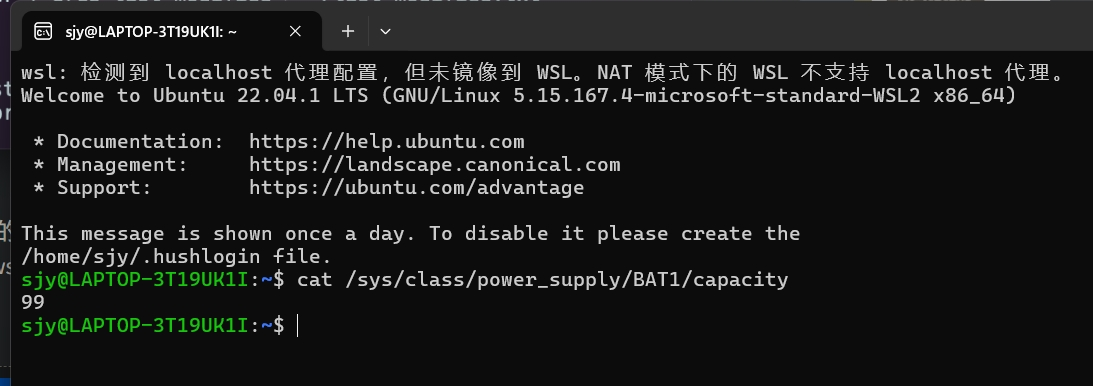 sjy@LAPTOP-3T19UK1I: ~
wsl: 检测到 localhost 代理配置，但未镜像到 WSL。NAT 模式下的 WSL 不支持 localhost 代理。
Welcome to Ubuntu 22.04.1 LTS (GNU/Linux 5.15.167.4-microsoft-standard-WSL2 x86_64)
* Documentation:  https://help.ubuntu.com
* Management:     https://landscape.canonical.com
* Support:        https://ubuntu.com/advantage
This message is shown once a day. To disable it please create the
/home/sjy/.hushlogin file.
sjy@LAPTOP-3T19UK1I:~$ cat /sys/class/power_supply/BAT1/capacity
99
sjy@LAPTOP-3T19UK1I:~$